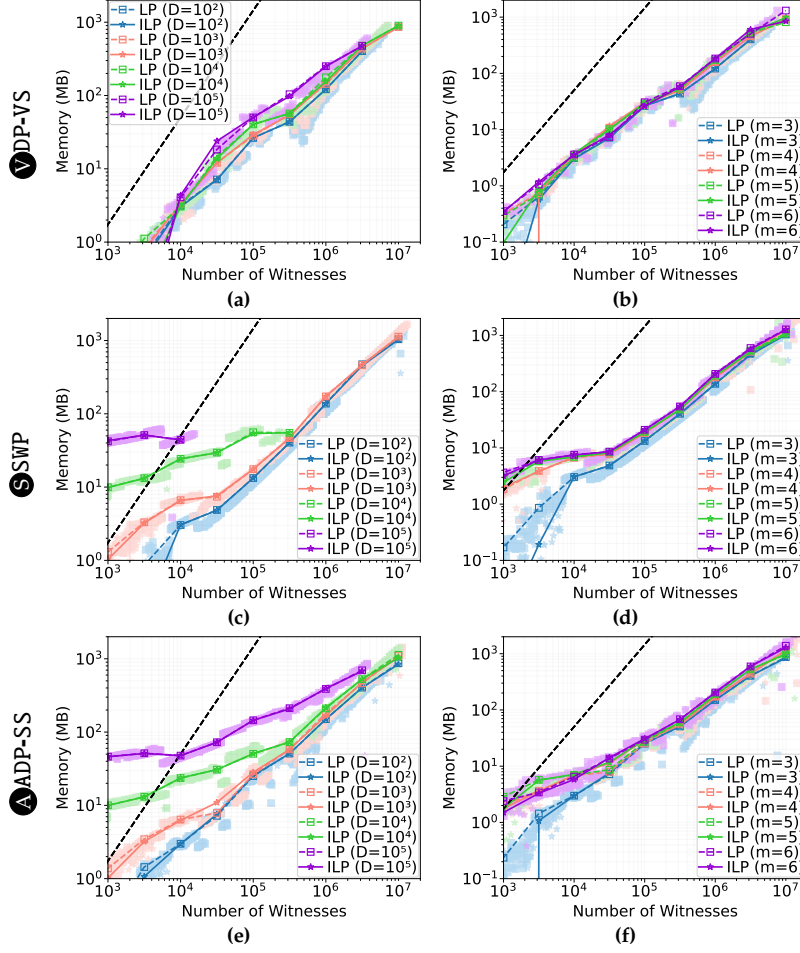 VDP-VS
Memory (MB)
10³
10²
10¹
10⁰
LP (D=10²)
ILP (D=10²)
LP (D=10³)
ILP (D=10³)
LP (D=10⁴)
ILP (D=10⁴)
LP (D=10⁵)
ILP (D=10⁵)
10³ 10⁴ 10⁵ 10⁶ 10⁷
Number of Witnesses
(a)
Memory (MB)
10³
10²
10¹
10⁰
10⁻¹
LP (m=3)
ILP (m=3)
LP (m=4)
ILP (m=4)
LP (m=5)
ILP (m=5)
LP (m=6)
ILP (m=6)
10³ 10⁴ 10⁵ 10⁶ 10⁷
Number of Witnesses
(b)
SSWP
Memory (MB)
10³
10²
10¹
10⁰
LP (D=10²)
ILP (D=10²)
LP (D=10³)
ILP (D=10³)
LP (D=10⁴)
ILP (D=10⁴)
LP (D=10⁵)
ILP (D=10⁵)
10³ 10⁴ 10⁵ 10⁶ 10⁷
Number of Witnesses
(c)
Memory (MB)
10³
10²
10¹
10⁰
10⁻¹
LP (m=3)
ILP (m=3)
LP (m=4)
ILP (m=4)
LP (m=5)
ILP (m=5)
LP (m=6)
ILP (m=6)
10³ 10⁴ 10⁵ 10⁶ 10⁷
Number of Witnesses
(d)
AADP-SS
Memory (MB)
10³
10²
10¹
10⁰
LP (D=10²)
ILP (D=10²)
LP (D=10³)
ILP (D=10³)
LP (D=10⁴)
ILP (D=10⁴)
LP (D=10⁵)
ILP (D=10⁵)
10³ 10⁴ 10⁵ 10⁶ 10⁷
Number of Witnesses
(e)
Memory (MB)
10³
10²
10¹
10⁰
10⁻¹
LP (m=3)
ILP (m=3)
LP (m=4)
ILP (m=4)
LP (m=5)
ILP (m=5)
LP (m=6)
ILP (m=6)
10³ 10⁴ 10⁵ 10⁶ 10⁷
Number of Witnesses
(f)